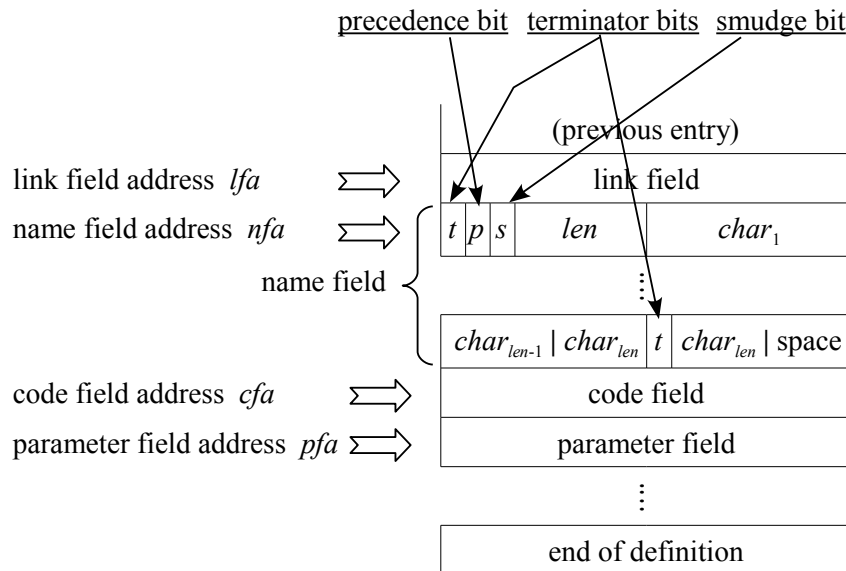 precedence bit terminator bits smudge bit
(previous entry)
link field address lfa link field
name field address nfa t p s len char1
name field
charlen-1 | charlen t charlen | space
code field address cfa code field
parameter field address pfa parameter field
end of definition